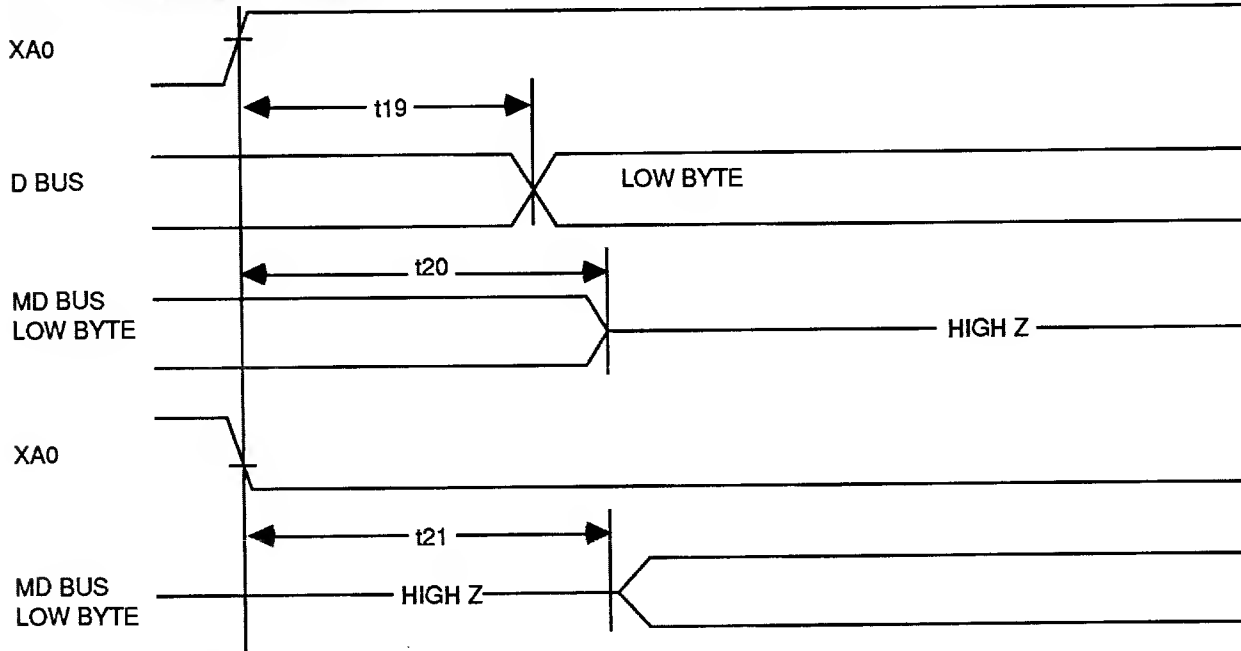 XA0
t19
D BUS
LOW BYTE
t20
MD BUS
LOW BYTE
HIGH Z
XA0
t21
MD BUS
LOW BYTE
HIGH Z